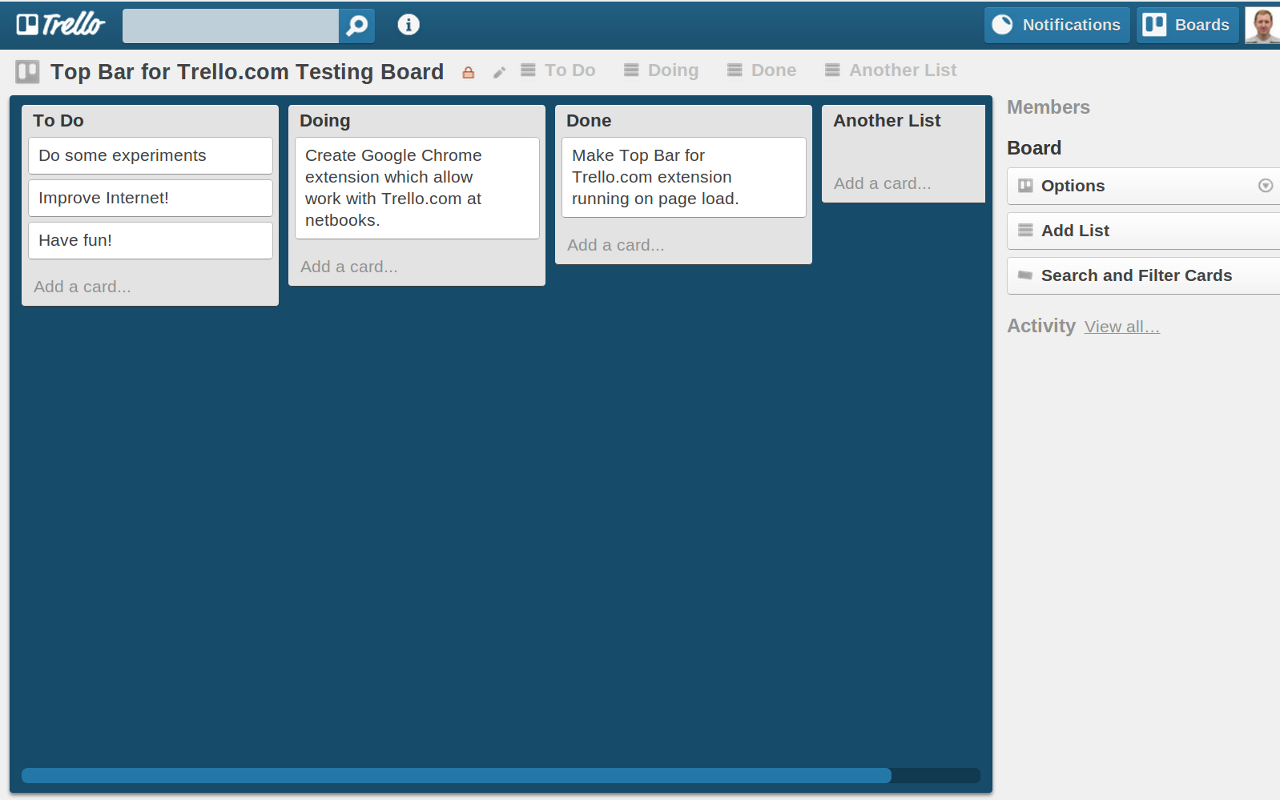 Trello
Notifications
Boards
Top Bar for Trello.com Testing Board
To Do
Doing
Done
Another List
To Do
Do some experiments
Improve Internet!
Have fun!
Add a card...
Doing
Create Google Chrome
extension which allow
work with Trello.com at
netbooks.
Add a card...
Done
Make Top Bar for
Trello.com extension
running on page load.
Add a card...
Another List
Add a card...
Members
Board
Options
Add List
Search and Filter Cards
Activity View all...